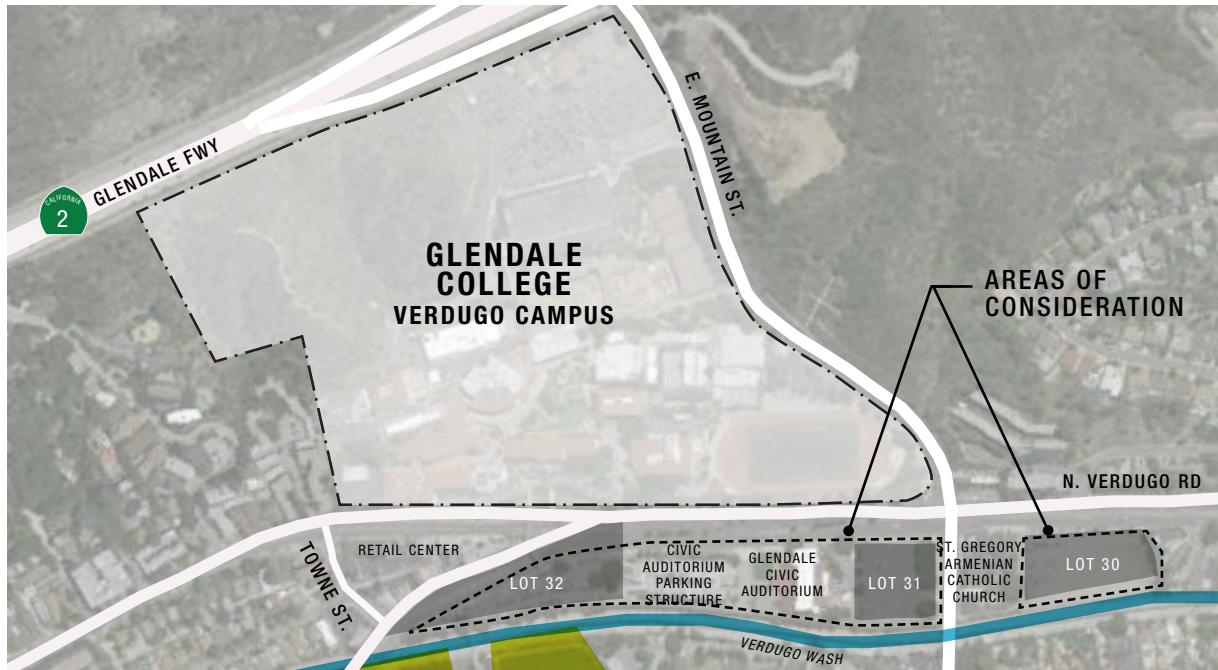 E. MOUNTAIN ST.
GLENDALE FWY
CALIFORNIA
2
GLENDALE
COLLEGE
VERDUGO CAMPUS
AREAS OF
CONSIDERATION
N. VERDUGO RD
TOWNE ST.
RETAIL CENTER
LOT 32
CIVIC
AUDITORIUM
PARKING
STRUCTURE
GLENDALE
CIVIC
AUDITORIUM
LOT 31
ST. GREGORY
ARMENIAN
CATHOLIC
CHURCH
LOT 30
VERDUGO WASH